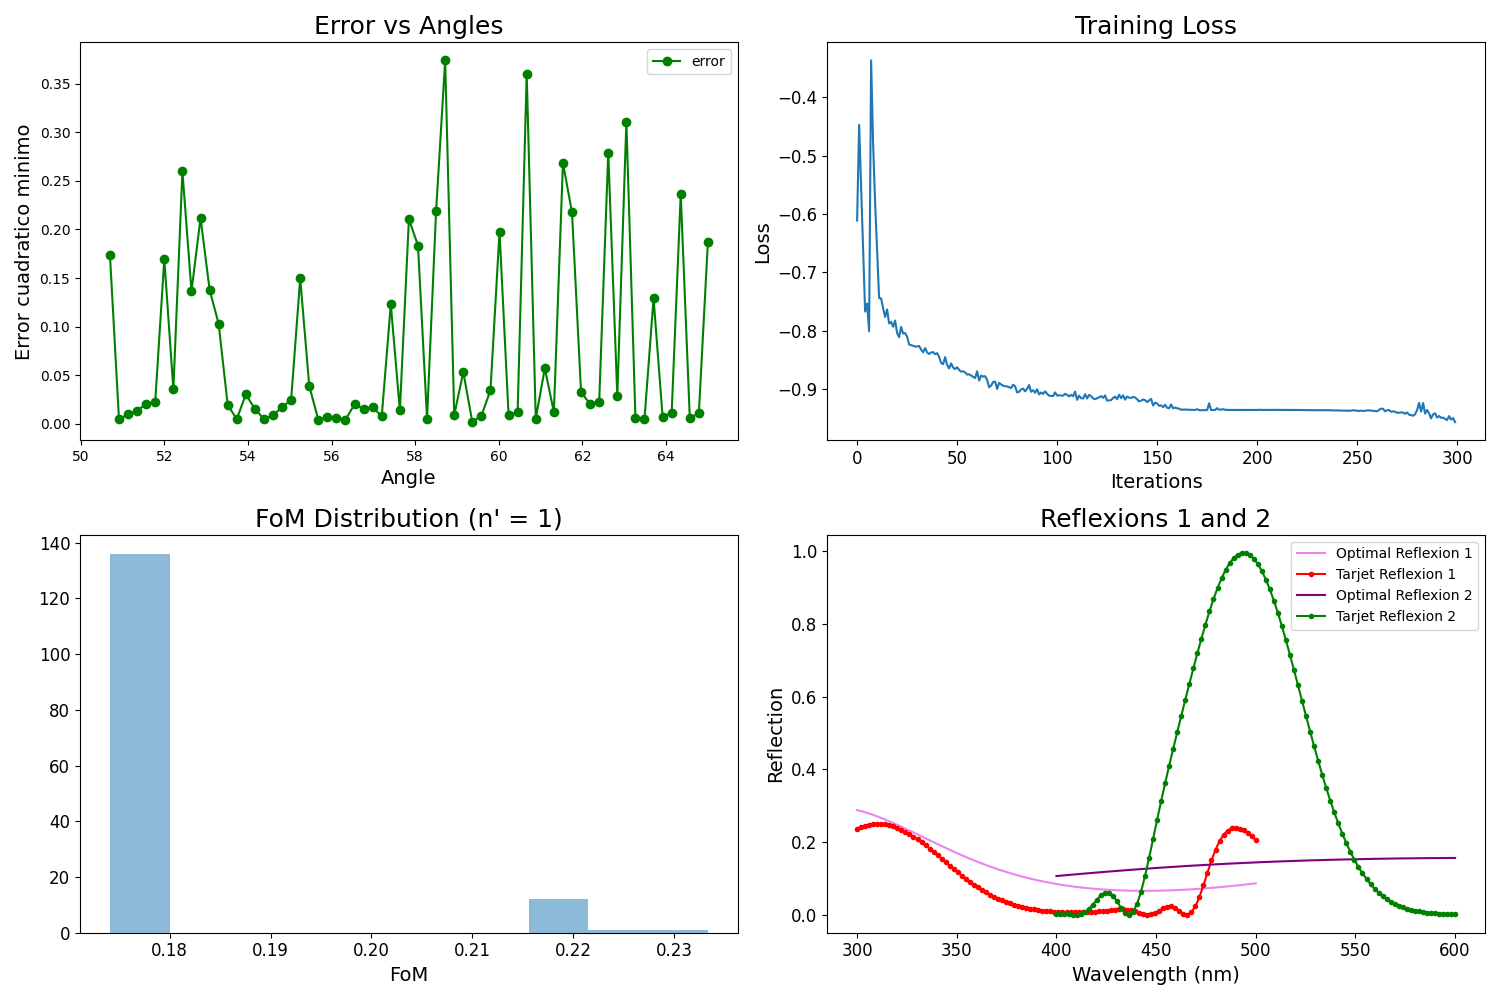 Error vs Angles
error
Error cuadratico minimo
0.35
0.30
0.25
0.20
0.15
0.10
0.05
0.00
50 52 54 56 58 60 62 64
Angle
Training Loss
Loss
−0.4
−0.5
−0.6
−0.7
−0.8
−0.9
0 50 100 150 200 250 300
Iterations
FoM Distribution (n' = 1)
140
120
100
80
60
40
20
0
0.18 0.19 0.20 0.21 0.22 0.23
FoM
Reflexions 1 and 2
Optimal Reflexion 1
Tarjet Reflexion 1
Optimal Reflexion 2
Tarjet Reflexion 2
Reflection
1.0
0.8
0.6
0.4
0.2
0.0
300 350 400 450 500 550 600
Wavelength (nm)